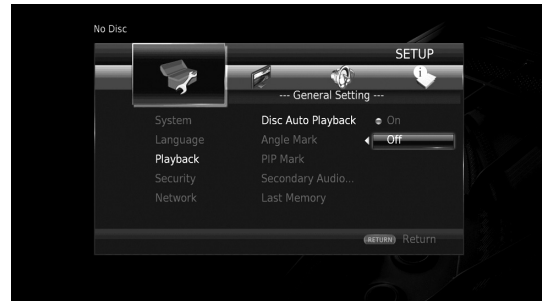 No Disc
SETUP
--- General Setting ---
System Disc Auto Playback On
Language Angle Mark Off
Playback PIP Mark
Security Secondary Audio...
Network Last Memory
RETURN Return